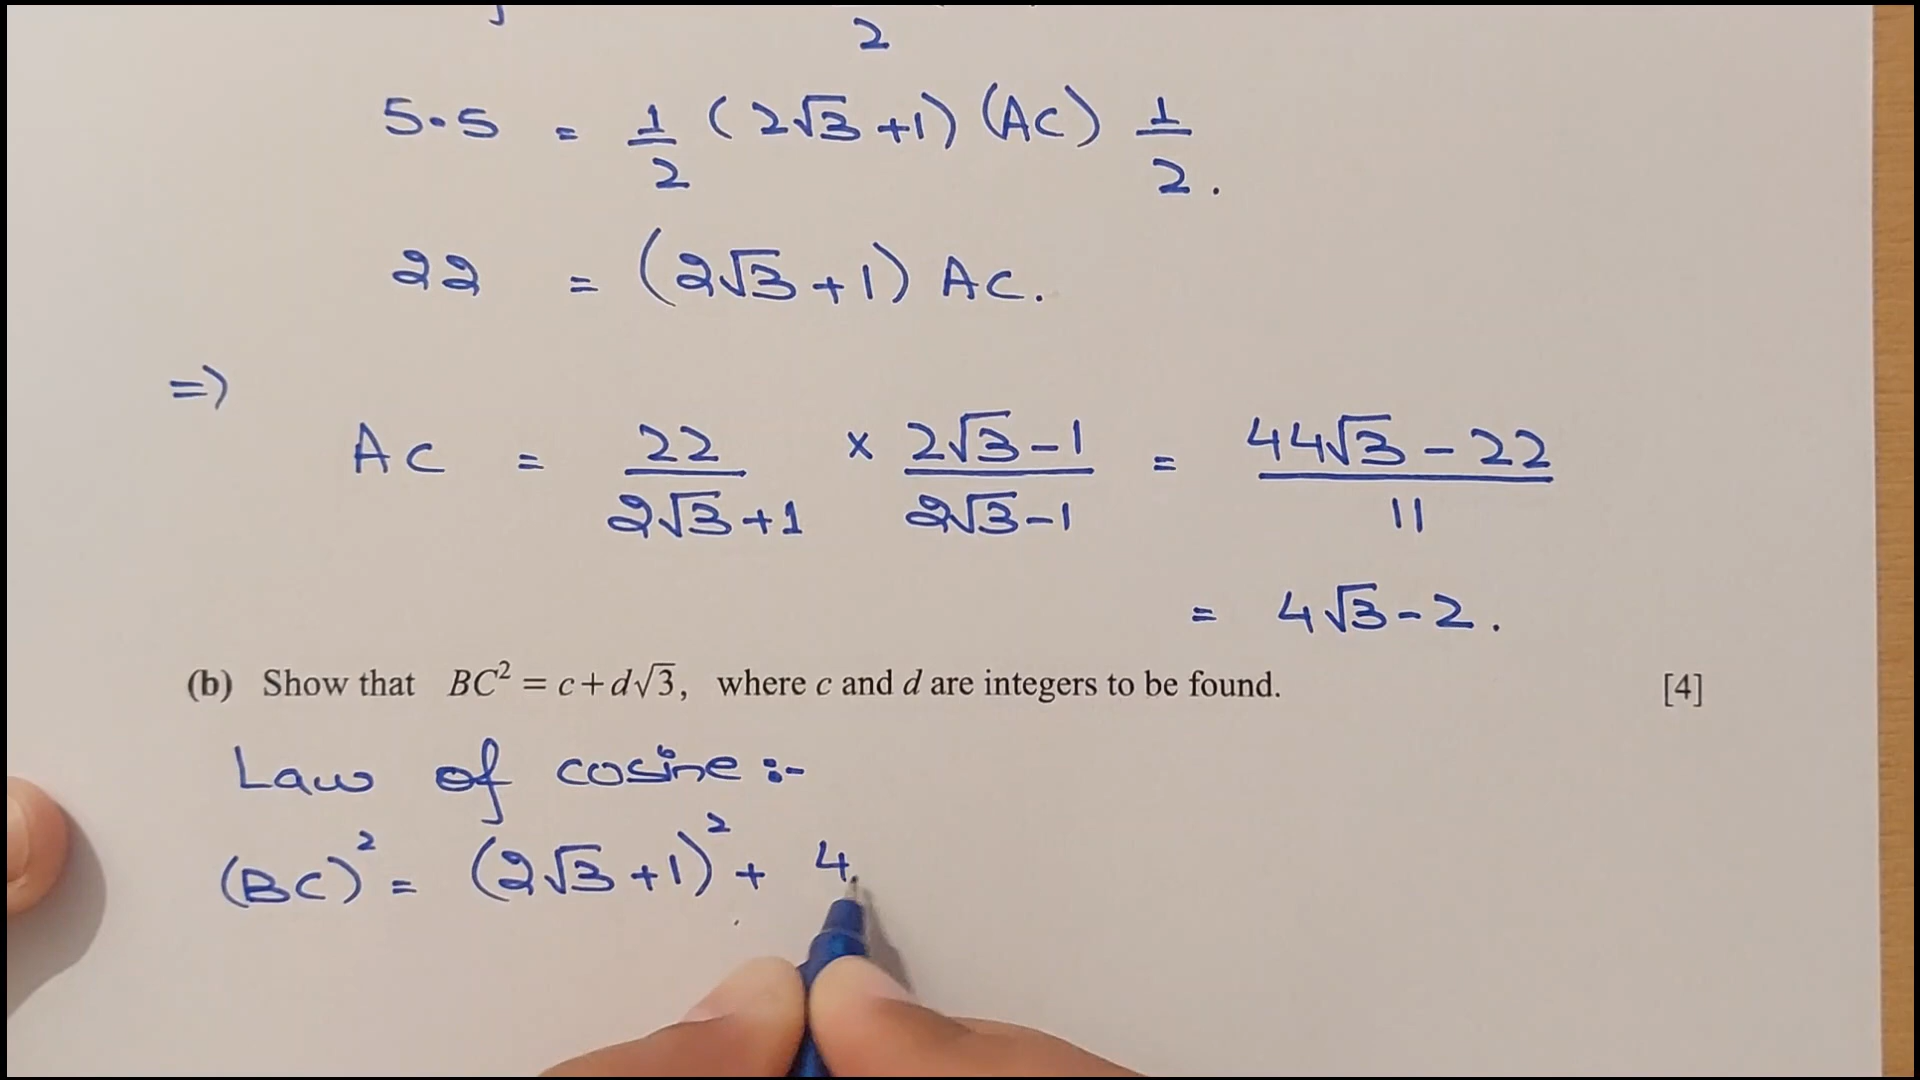 2
5.5 = 1/2 (2√3+1) (AC) 1/2.
22 = (2√3+1) AC.
=>
AC = 22/(2√3+1) × (2√3-1)/(2√3-1) = (44√3-22)/11
= 4√3-2.
(b) Show that BC² = c+d√3, where c and d are integers to be found. [4]
Law of cosine :-
(BC)² = (2√3+1)² + 4